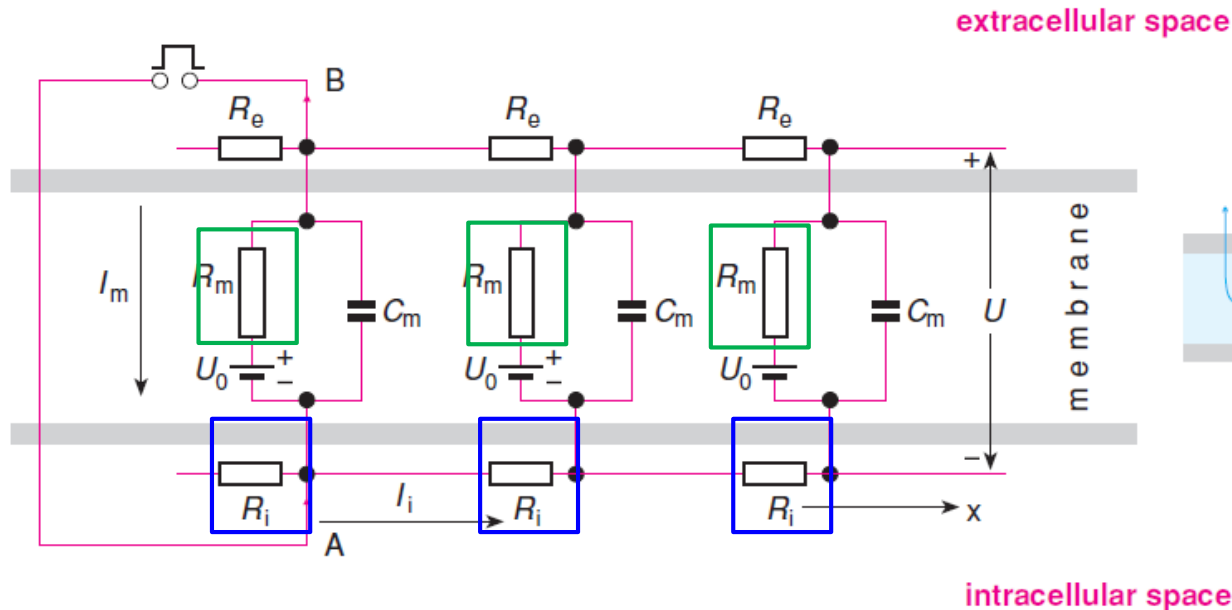 extracellular space
B
Re Re Re
+
Im Rm Cm Rm Cm Rm Cm U membrane
U0 + − U0 + − U0
−
Ri Ii Ri Ri x
A
intracellular space